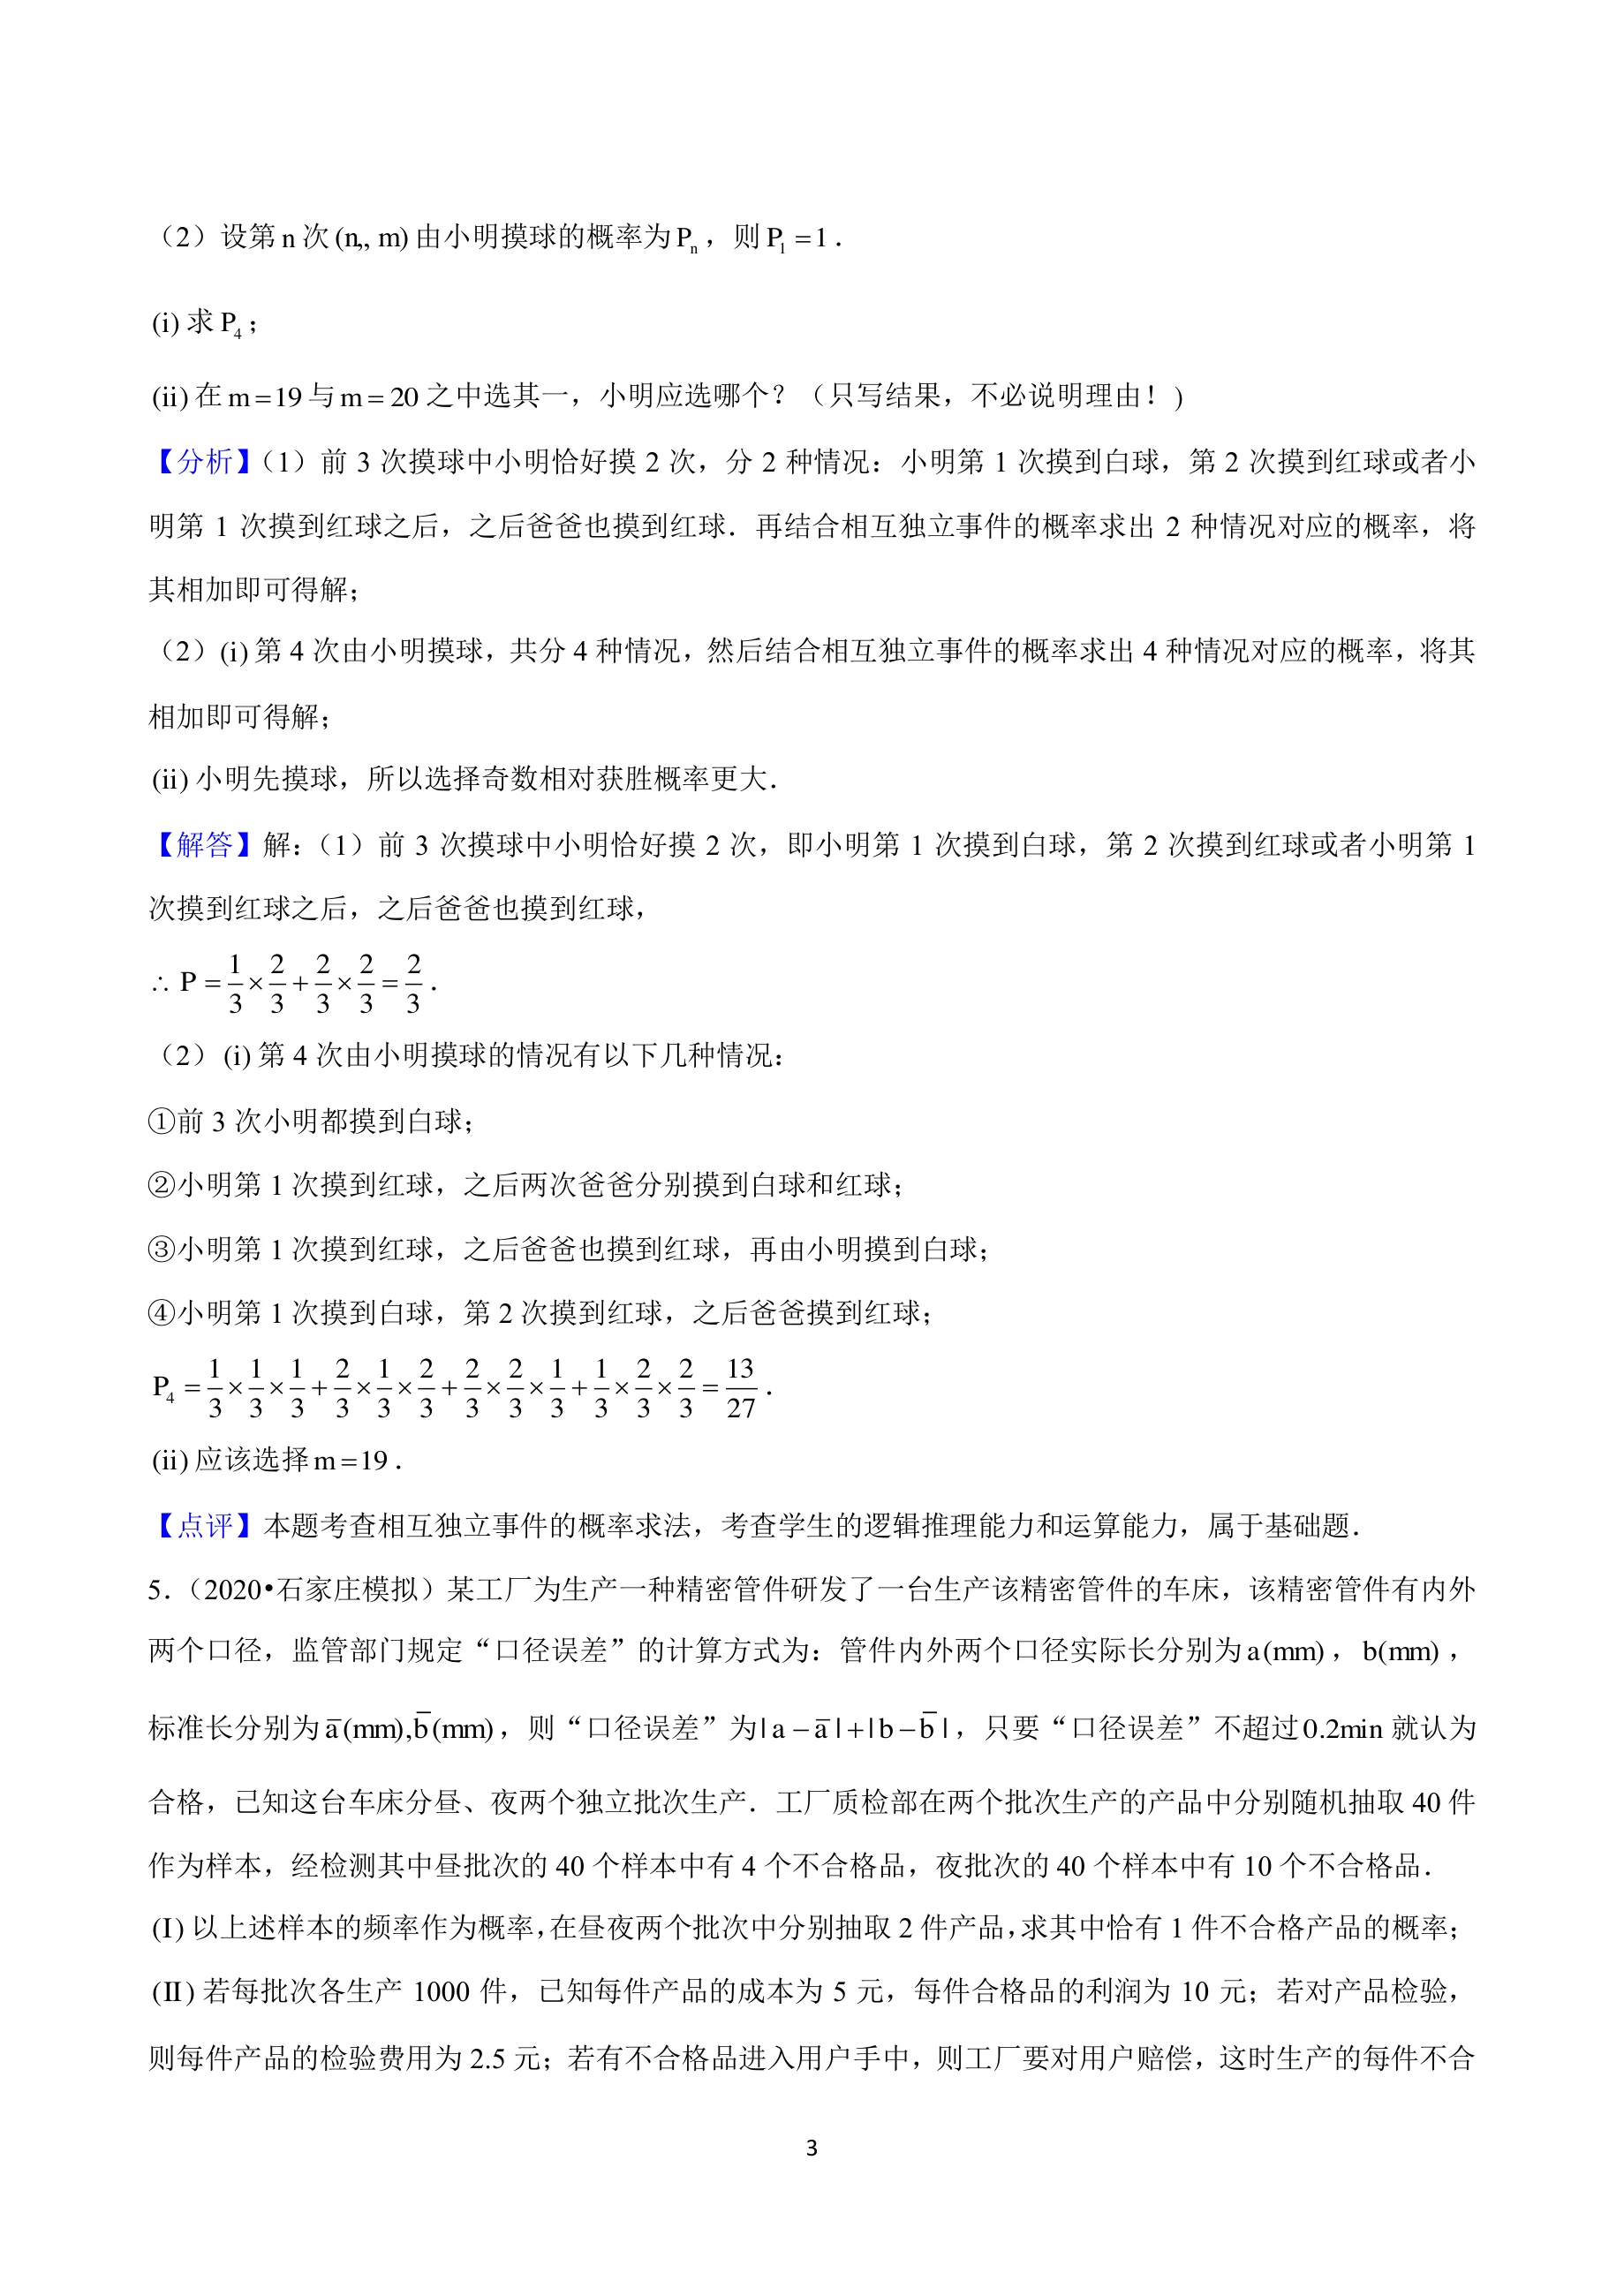 （2）设第n次(n,, m)由小明摸球的概率为P_n，则P_1=1．
(i)求P_4；
(ii)在m=19与m=20之中选其一，小明应选哪个？（只写结果，不必说明理由！)
【分析】（1）前3次摸球中小明恰好摸2次，分2种情况：小明第1次摸到白球，第2次摸到红球或者小
明第1次摸到红球之后，之后爸爸也摸到红球．再结合相互独立事件的概率求出2种情况对应的概率，将
其相加即可得解；
（2）(i)第4次由小明摸球，共分4种情况，然后结合相互独立事件的概率求出4种情况对应的概率，将其
相加即可得解；
(ii)小明先摸球，所以选择奇数相对获胜概率更大．
【解答】解：（1）前3次摸球中小明恰好摸2次，即小明第1次摸到白球，第2次摸到红球或者小明第1
次摸到红球之后，之后爸爸也摸到红球，
∴P=1/3×2/3+2/3×2/3=2/3．
（2）(i)第4次由小明摸球的情况有以下几种情况：
①前3次小明都摸到白球；
②小明第1次摸到红球，之后两次爸爸分别摸到白球和红球；
③小明第1次摸到红球，之后爸爸也摸到红球，再由小明摸到白球；
④小明第1次摸到白球，第2次摸到红球，之后爸爸摸到红球；
P_4=1/3×1/3×1/3+2/3×1/3×2/3+2/3×2/3×1/3+1/3×2/3×2/3=13/27．
(ii)应该选择m=19．
【点评】本题考查相互独立事件的概率求法，考查学生的逻辑推理能力和运算能力，属于基础题．
5．（2020•石家庄模拟）某工厂为生产一种精密管件研发了一台生产该精密管件的车床，该精密管件有内外
两个口径，监管部门规定“口径误差”的计算方式为：管件内外两个口径实际长分别为a(mm)，b(mm)，
标准长分别为a̅(mm),b̅(mm)，则“口径误差”为|a−a̅|+|b−b̅|，只要“口径误差”不超过0.2min就认为
合格，已知这台车床分昼、夜两个独立批次生产．工厂质检部在两个批次生产的产品中分别随机抽取40件
作为样本，经检测其中昼批次的40个样本中有4个不合格品，夜批次的40个样本中有10个不合格品．
(Ⅰ)以上述样本的频率作为概率，在昼夜两个批次中分别抽取2件产品，求其中恰有1件不合格产品的概率；
(Ⅱ)若每批次各生产1000件，已知每件产品的成本为5元，每件合格品的利润为10元；若对产品检验，
则每件产品的检验费用为2.5元；若有不合格品进入用户手中，则工厂要对用户赔偿，这时生产的每件不合
3